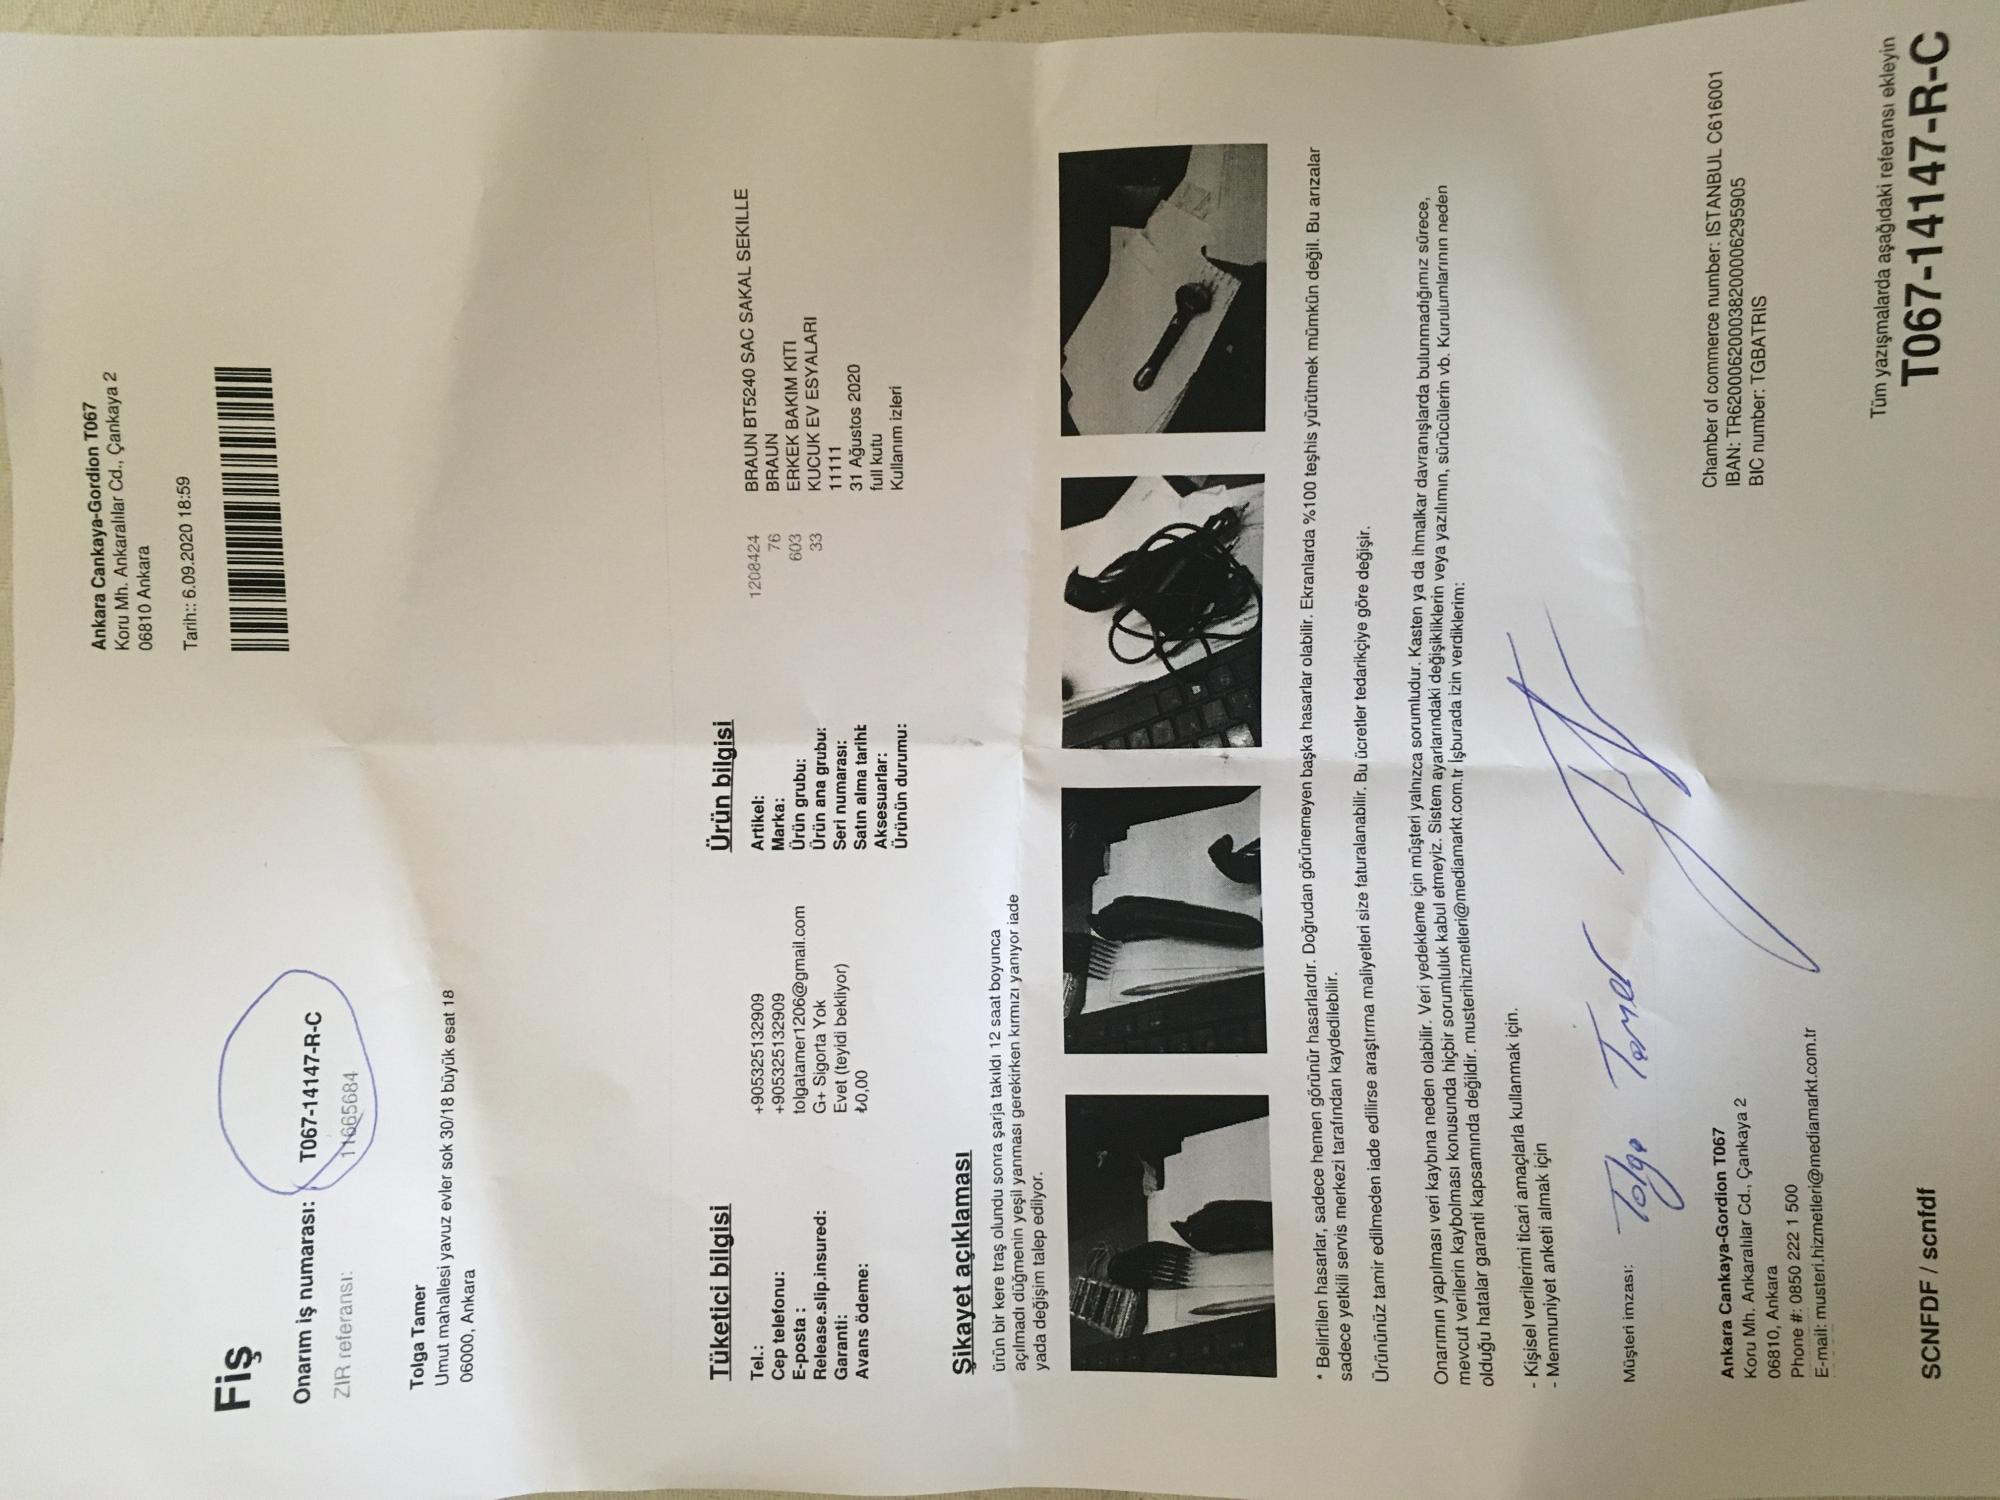 Ankara Cankaya-Gordion T067
Koru Mh. Ankaralılar Cd., Çankaya 2
06810 Ankara
Tarih:: 6.09.2020 18:59
Fiş
Onarım iş numarası: T067-14147-R-C
ZIR referansı: 11665684
Tolga Tamer
Umut mahallesi yavuz evler sok 30/18 büyük esat 18
06000, Ankara
Tüketici bilgisi
Tel.: +905325132909
Cep telefonu: +905325132909
E-posta : tolgatamer1206@gmail.com
Release.slip.insured: G+ Sigorta Yok
Garanti: Evet (teyidi bekliyor)
Avans ödeme: ₺0,00
Ürün bilgisi
Artikel: 1208424 BRAUN BT5240 SAC SAKAL SEKILLE
Marka: 76 BRAUN
Ürün grubu: 603 ERKEK BAKIM KITI
Ürün ana grubu: 33 KUCUK EV ESYALARI
Seri numarası: 11111
Satın alma tarihi: 31 Ağustos 2020
Aksesuarlar: full kutu
Ürünün durumu: Kullanım izleri
Şikayet açıklaması
ürün bir kere traş olundu sonra şarja takıldı 12 saat boyunca
açılmadı düğmenin yeşil yanması gerekirken kırmızı yanıyor iade
yada değişim talep ediliyor.
* Belirtilen hasarlar, sadece hemen görünür hasarlardır. Doğrudan görünemeyen başka hasarlar olabilir. Ekranlarda %100 teşhis yürütmek mümkün değil. Bu arızalar
sadece yetkili servis merkezi tarafından kaydedilebilir.
Ürününüz tamir edilmeden iade edilirse araştırma maliyetleri size faturalanabilir. Bu ücretler tedarikçiye göre değişir.
Onarımın yapılması veri kaybına neden olabilir. Veri yedekleme için müşteri yalnızca sorumludur. Kasten ya da ihmalkar davranışlarda bulunmadığımız sürece,
mevcut verilerin kaybolması konusunda hiçbir sorumluluk kabul etmeyiz. Sistem ayarlarındaki değişikliklerin veya yazılımın, sürücülerin vb. Kurulumlarının neden
olduğu hatalar garanti kapsamında değildir. musterihizmetleri@mediamarkt.com.tr İşburada izin verdiklerim:
- Kişisel verilerimi ticari amaçlarla kullanmak için.
- Memnuniyet anketi almak için
Müşteri imzası: Tolga Tamer
Ankara Cankaya-Gordion T067
Koru Mh. Ankaralılar Cd., Çankaya 2
06810, Ankara
Phone #: 0850 222 1 500
E-mail: musteri.hizmetleri@mediamarkt.com.tr
Chamber of commerce number: ISTANBUL C616001
IBAN: TR620006200038200006295905
BIC number: TGBATRIS
SCNFDF / scnfdf
Tüm yazışmalarda aşağıdaki referansı ekleyin
T067-14147-R-C